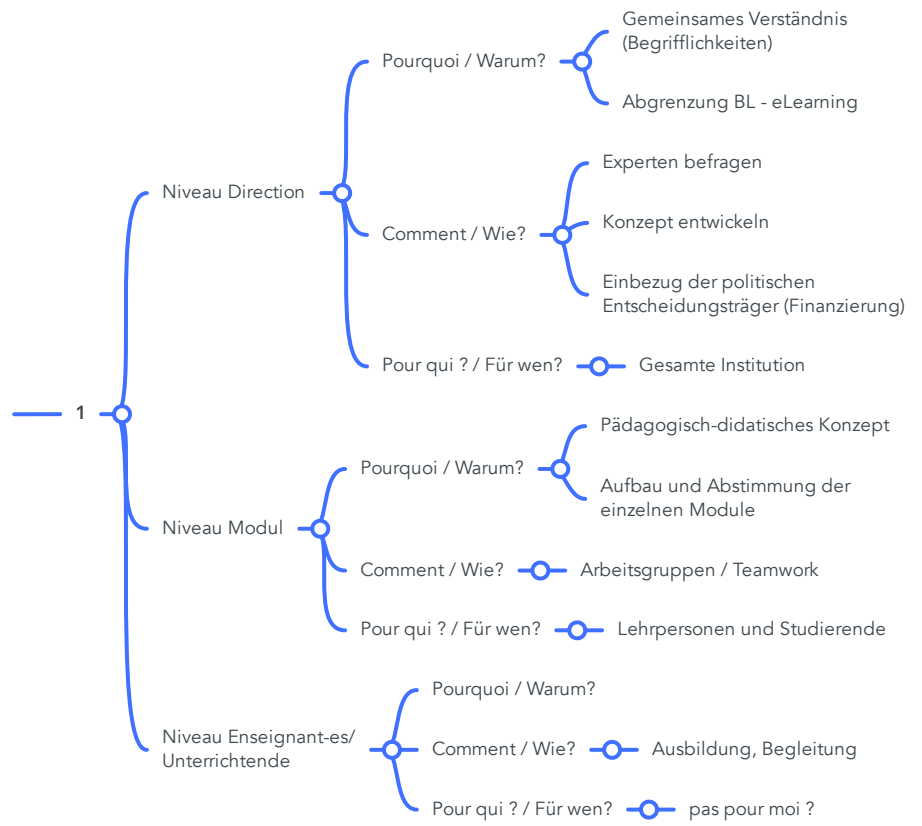 1
Niveau Direction
Pourquoi / Warum?
Gemeinsames Verständnis
(Begrifflichkeiten)
Abgrenzung BL - eLearning
Comment / Wie?
Experten befragen
Konzept entwickeln
Einbezug der politischen
Entscheidungsträger (Finanzierung)
Pour qui ? / Für wen?
Gesamte Institution
Niveau Modul
Pourquoi / Warum?
Pädagogisch-didatisches Konzept
Aufbau und Abstimmung der
einzelnen Module
Comment / Wie?
Arbeitsgruppen / Teamwork
Pour qui ? / Für wen?
Lehrpersonen und Studierende
Niveau Enseignant-es/
Unterrichtende
Pourquoi / Warum?
Comment / Wie?
Ausbildung, Begleitung
Pour qui ? / Für wen?
pas pour moi ?